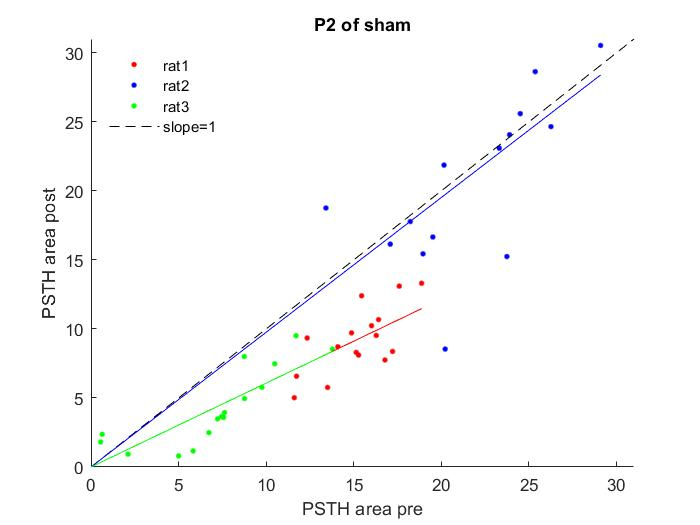 P2 of sham
rat1
rat2
rat3
slope=1
30
25
20
15
10
5
0
PSTH area post
0 5 10 15 20 25 30
PSTH area pre